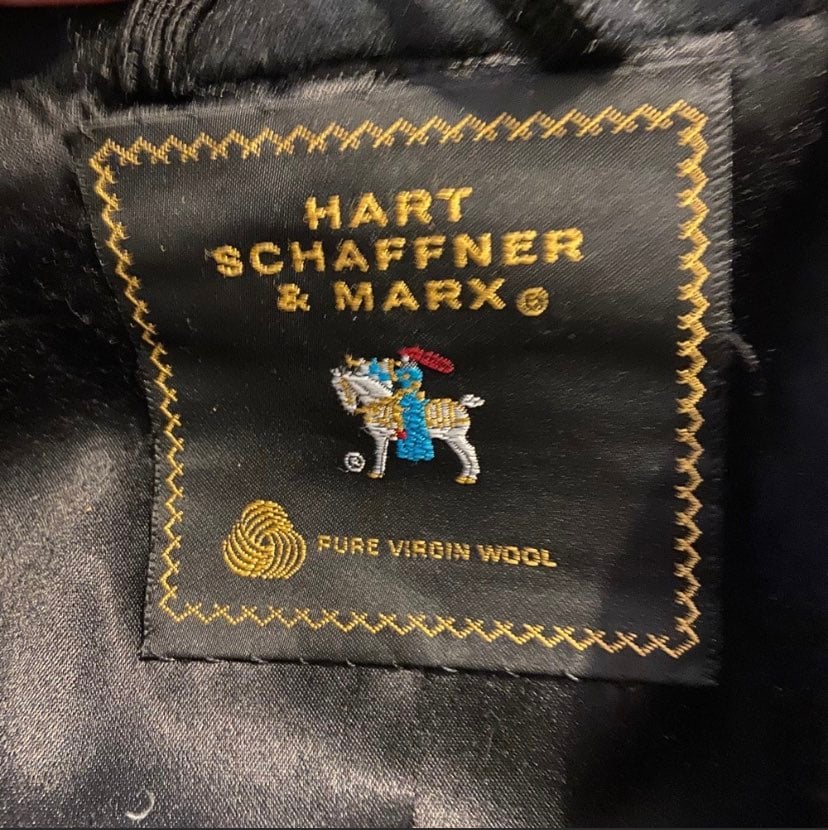 HART
SCHAFFNER
& MARX®
®
PURE VIRGIN WOOL